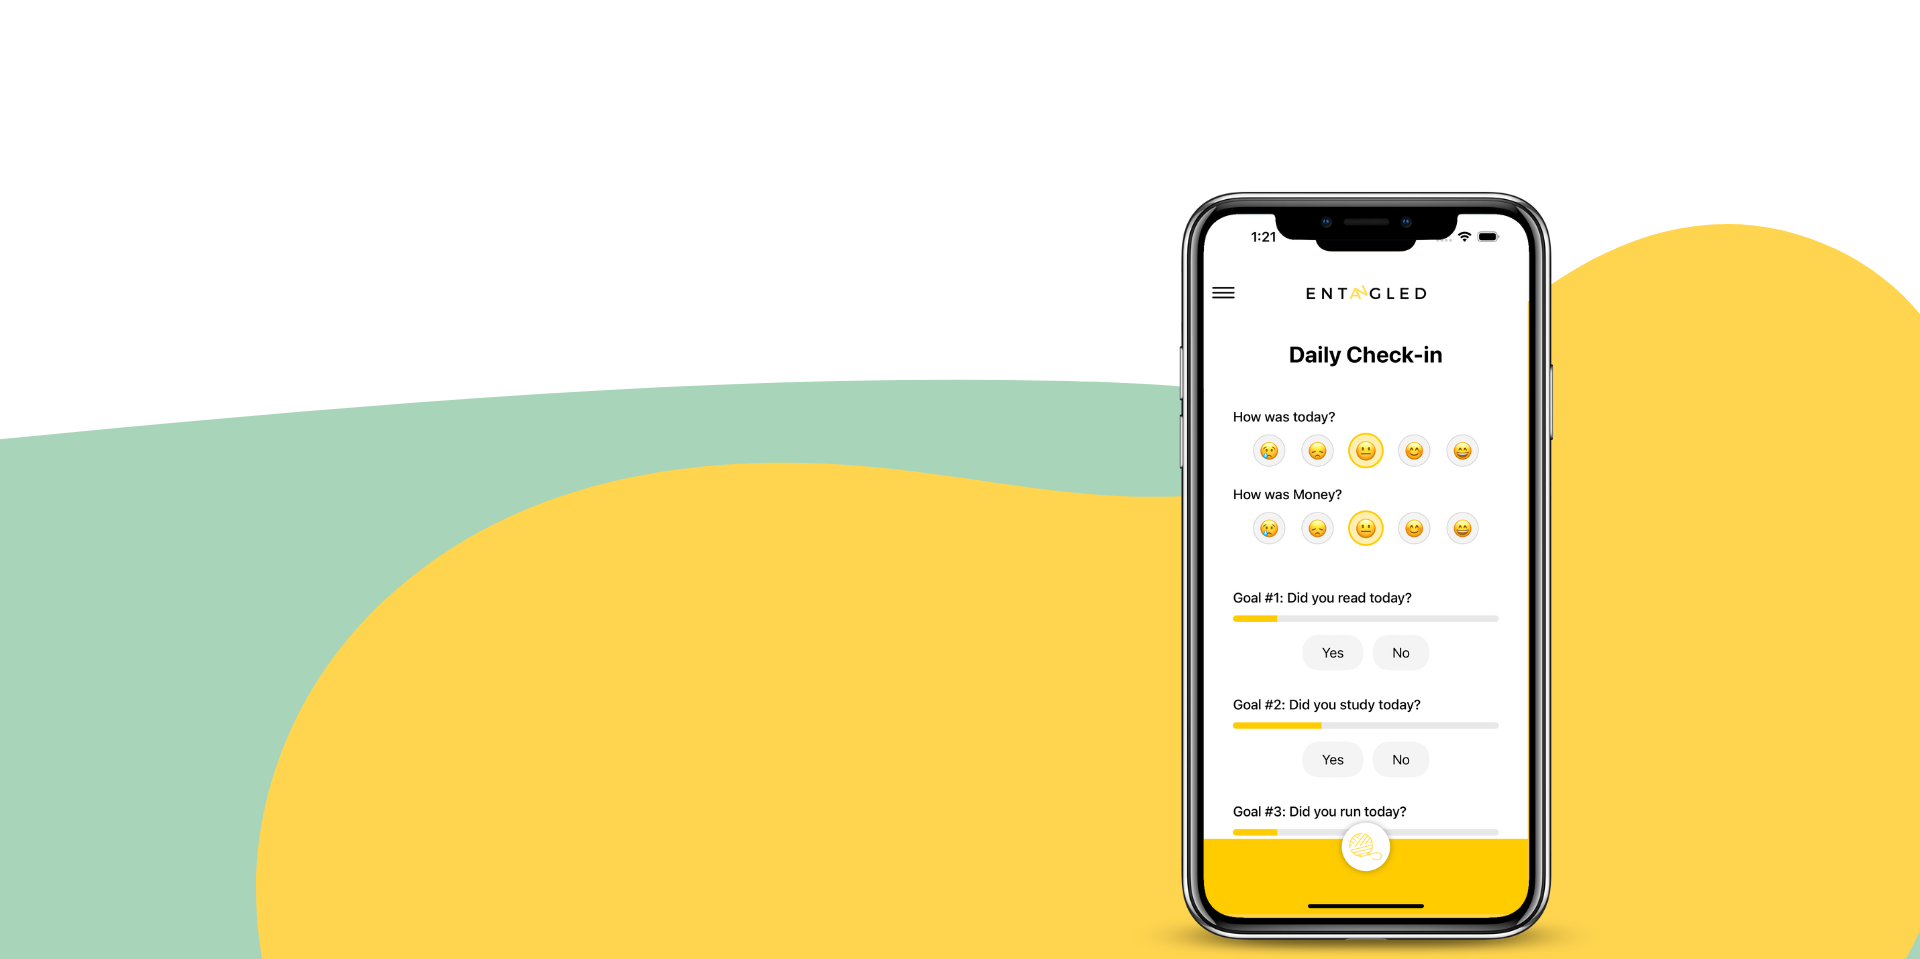 1:21
ENTANGLED
Daily Check-in
How was today?
How was Money?
Goal #1: Did you read today?
Yes No
Goal #2: Did you study today?
Yes No
Goal #3: Did you run today?